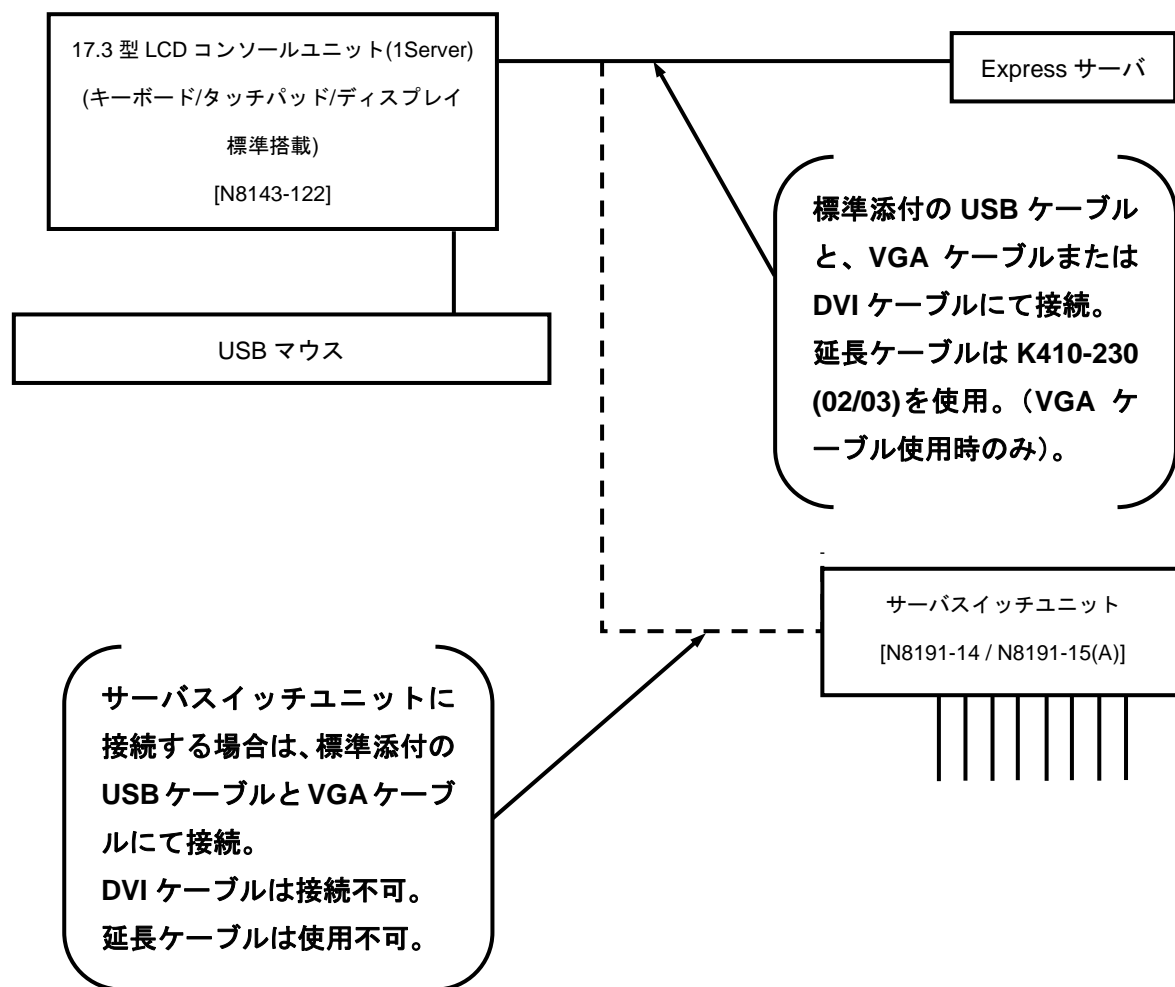 17.3 型 LCD コンソールユニット(1Server)
(キーボード/タッチパッド/ディスプレイ
標準搭載)
[N8143-122]
Express サーバ
USB マウス
標準添付の USB ケーブル
と、VGA ケーブルまたは
DVI ケーブルにて接続。
延長ケーブルは K410-230
(02/03)を使用。（VGA ケ
ーブル使用時のみ）。
サーバスイッチユニット
[N8191-14 / N8191-15(A)]
サーバスイッチユニットに
接続する場合は、標準添付の
USB ケーブルと VGA ケーブ
ルにて接続。
DVI ケーブルは接続不可。
延長ケーブルは使用不可。